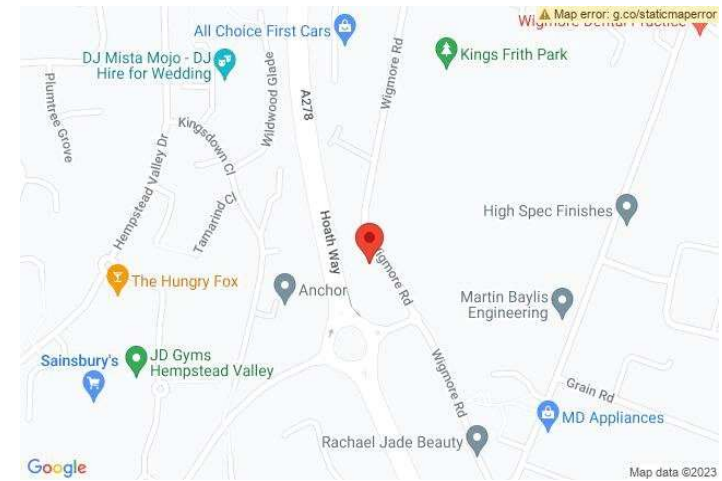 Map error: g.co/staticmaperror
Wigmore Dental Practice
All Choice First Cars
DJ Mista Mojo - DJ
Hire for Wedding
Kings Frith Park
Wigmore Rd
A278
Wildwood Glade
Plumtree Grove
Kingsdown Cl
Hempstead Valley Dr
Tamarind Cl
Hoath Way
High Spec Finishes
Wigmore Rd
The Hungry Fox
Anchor
Martin Baylis
Engineering
Sainsbury's
JD Gyms
Hempstead Valley
Wigmore Rd
Grain Rd
MD Appliances
Rachael Jade Beauty
Google
Map data ©2023